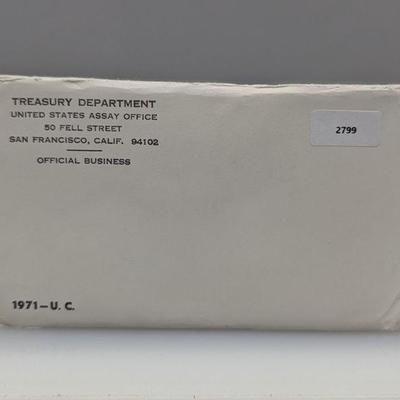 TREASURY DEPARTMENT
UNITED STATES ASSAY OFFICE
50 FELL STREET
SAN FRANCISCO, CALIF. 94102
OFFICIAL BUSINESS
2799
1971—U. C.